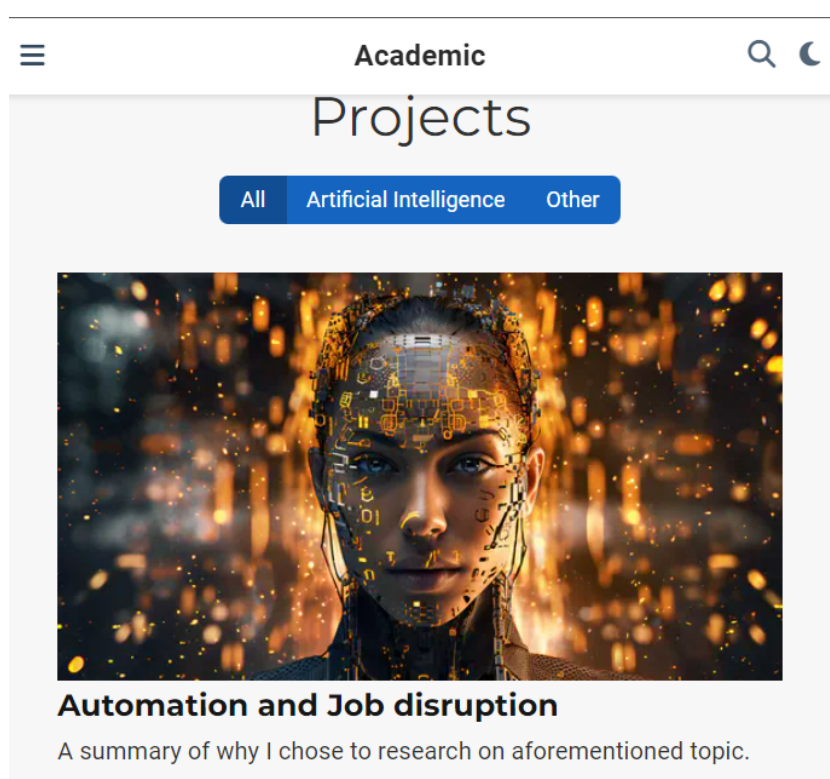 Academic
Projects
All Artificial Intelligence Other
Automation and Job disruption
A summary of why I chose to research on aforementioned topic.